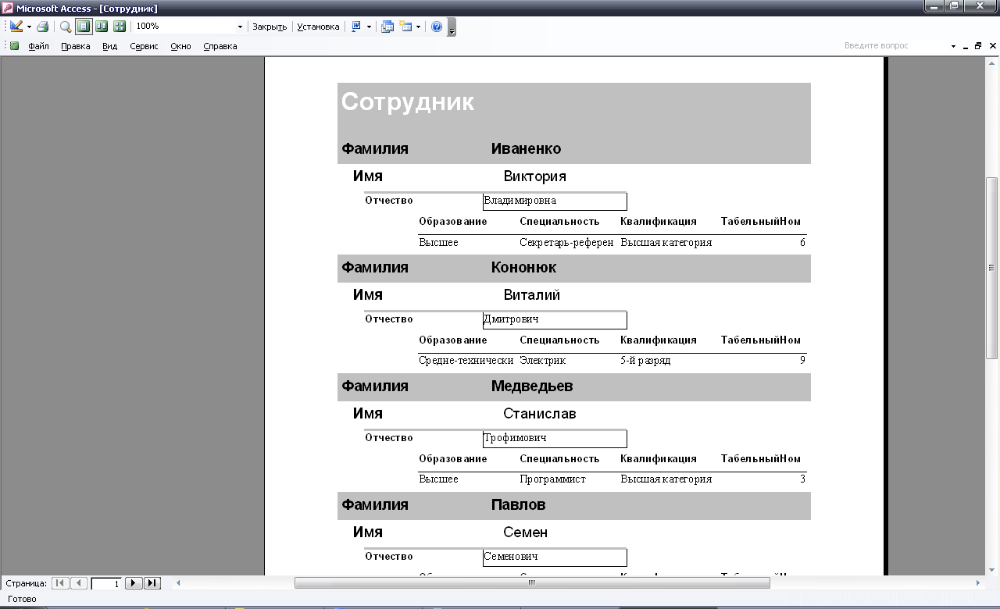 Microsoft Access - [Сотрудник]
100%
Закрыть Установка
Файл Правка Вид Сервис Окно Справка
Введите вопрос
Сотрудник
Фамилия Иваненко
Имя Виктория
Отчество Владимировна
Образование Специальность Квалификация ТабельныйНом
Высшее Секретарь-референ Высшая категория 6
Фамилия Кононюк
Имя Виталий
Отчество Дмитрович
Образование Специальность Квалификация ТабельныйНом
Средне-технически Электрик 5-й разряд 9
Фамилия Медведьев
Имя Станислав
Отчество Трофимович
Образование Специальность Квалификация ТабельныйНом
Высшее Программист Высшая категория 3
Фамилия Павлов
Имя Семен
Отчество Семенович
Страница: 1
Готово